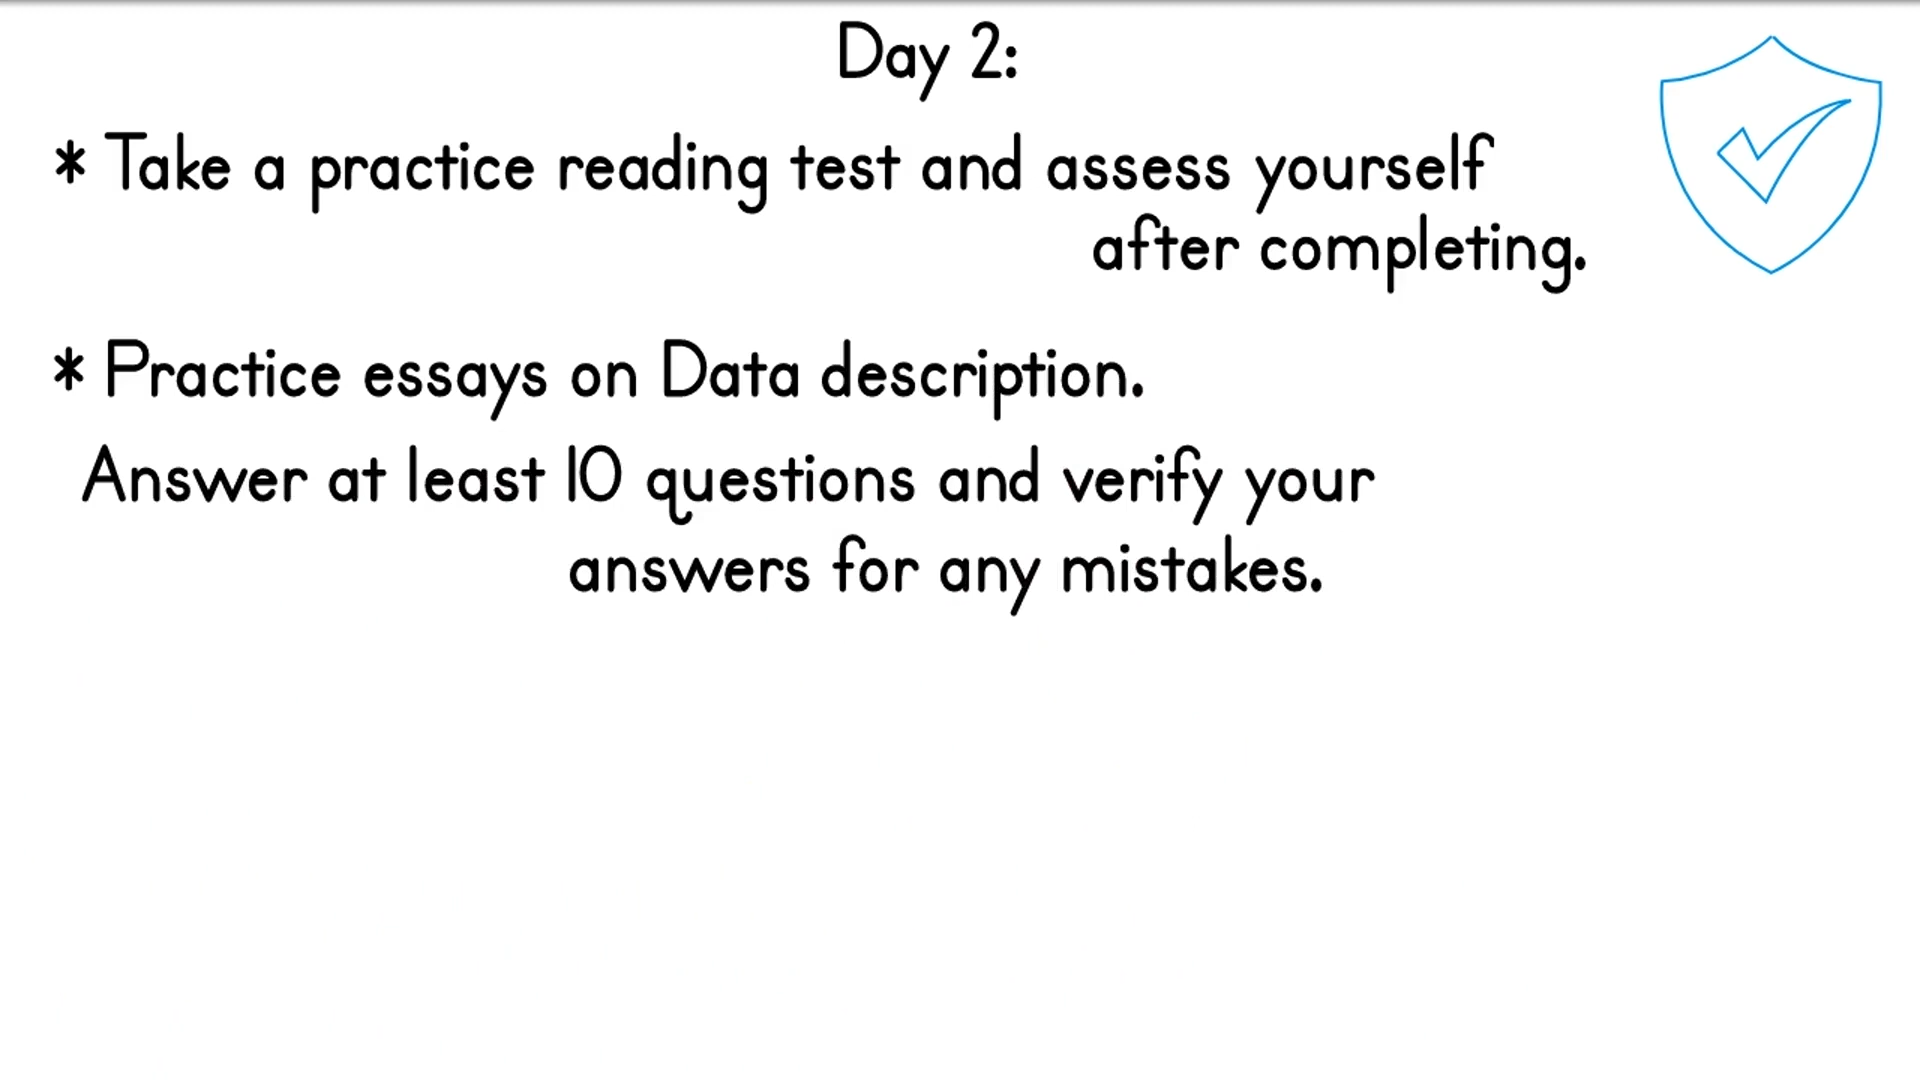 Day 2:
* Take a practice reading test and assess yourself
after completing.
* Practice essays on Data description.
Answer at least 10 questions and verify your
answers for any mistakes.